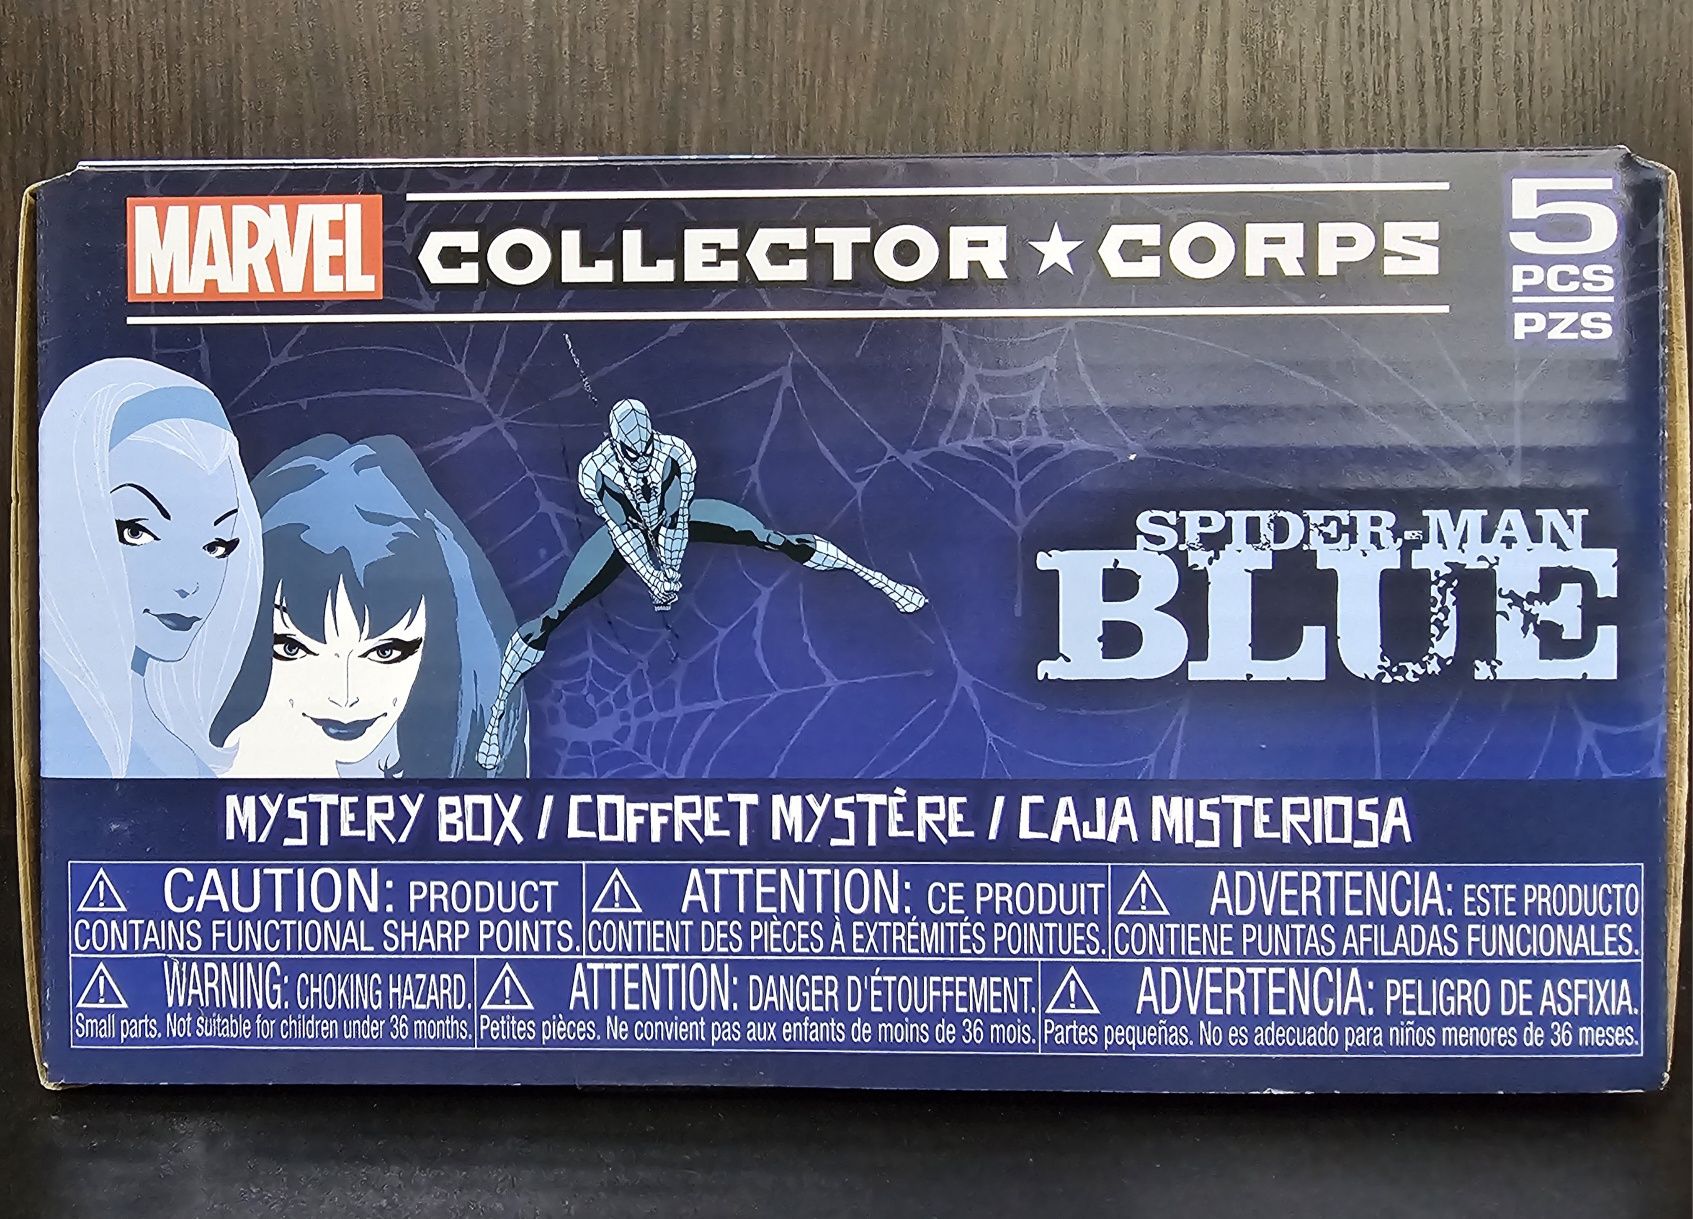 MARVEL COLLECTOR★CORPS
5
PCS
PZS
SPIDER-MAN
BLUE
MYSTERY BOX / COFFRET MYSTÈRE / CAJA MISTERIOSA
⚠ CAUTION: PRODUCT
CONTAINS FUNCTIONAL SHARP POINTS.
⚠ ATTENTION: CE PRODUIT
CONTIENT DES PIÈCES À EXTRÉMITÉS POINTUES.
⚠ ADVERTENCIA: ESTE PRODUCTO
CONTIENE PUNTAS AFILADAS FUNCIONALES.
⚠ WARNING: CHOKING HAZARD.
Small parts. Not suitable for children under 36 months.
⚠ ATTENTION: DANGER D'ÉTOUFFEMENT.
Petites pièces. Ne convient pas aux enfants de moins de 36 mois.
⚠ ADVERTENCIA: PELIGRO DE ASFIXIA.
Partes pequeñas. No es adecuado para niños menores de 36 meses.